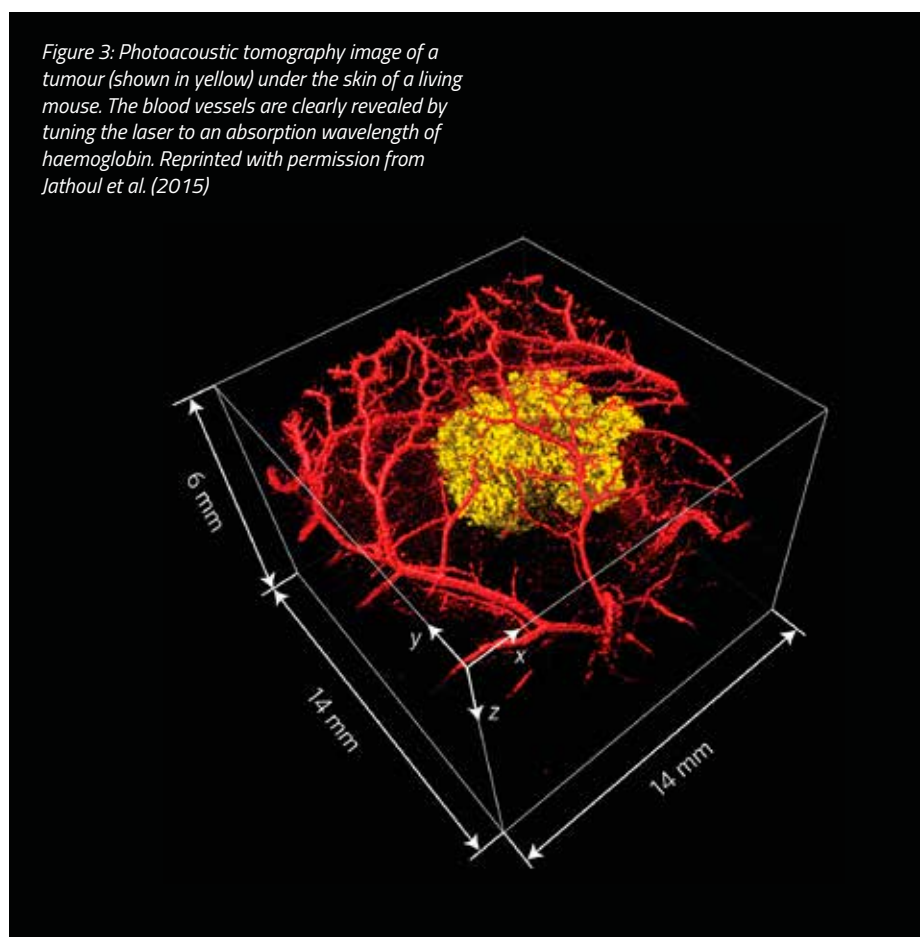 Figure 3: Photoacoustic tomography image of a
tumour (shown in yellow) under the skin of a living
mouse. The blood vessels are clearly revealed by
tuning the laser to an absorption wavelength of
haemoglobin. Reprinted with permission from
Jathoul et al. (2015)
6 mm
y
x
z
14 mm
14 mm